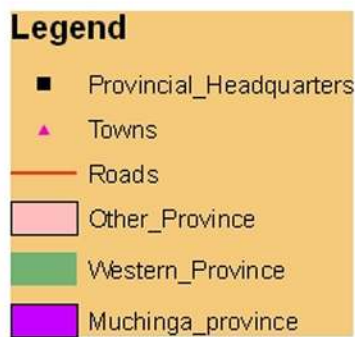 Legend
Provincial_Headquarters
Towns
Roads
Other_Province
Western_Province
Muchinga_province